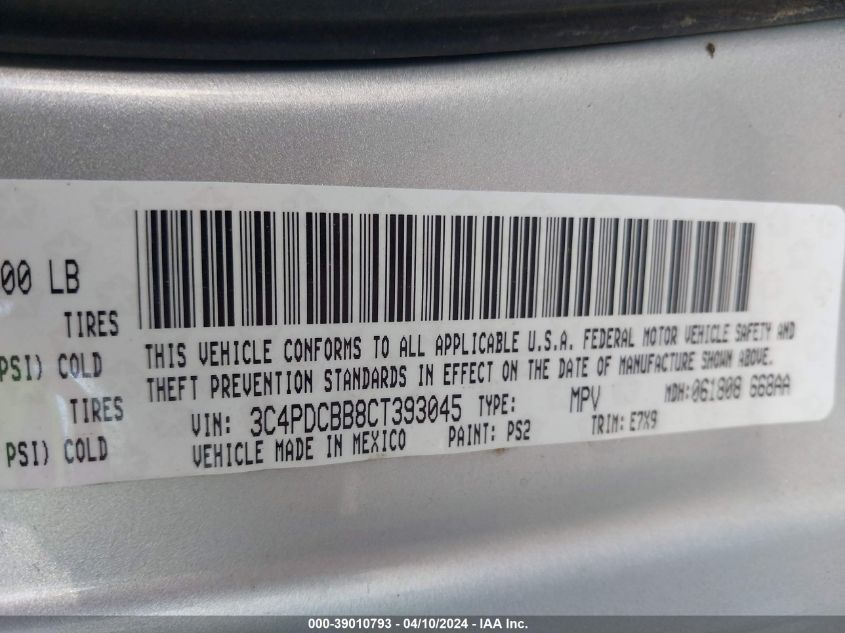 00 LB
TIRES
PSI) COLD
TIRES
PSI) COLD
THIS VEHICLE CONFORMS TO ALL APPLICABLE U.S.A. FEDERAL MOTOR VEHICLE SAFETY AND
THEFT PREVENTION STANDARDS IN EFFECT ON THE DATE OF MANUFACTURE SHOWN ABOVE.
VIN: 3C4PDCBB8CT393045 TYPE: MPV MDH:061808 668AA
VEHICLE MADE IN MEXICO PAINT: PS2 TRIM: E7X9
000-39010793 - 04/10/2024 - IAA Inc.